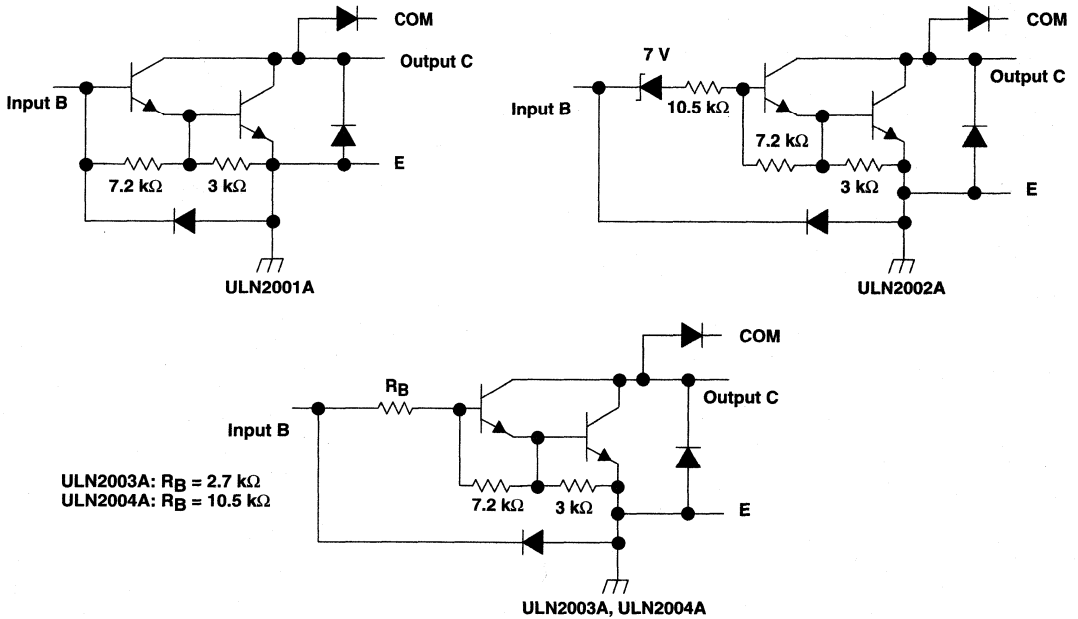 COM
Output C
Input B
7.2 kΩ
3 kΩ
E
ULN2001A
COM
7 V
Output C
Input B
10.5 kΩ
7.2 kΩ
3 kΩ
E
ULN2002A
COM
RB
Output C
Input B
ULN2003A: RB = 2.7 kΩ
ULN2004A: RB = 10.5 kΩ
7.2 kΩ
3 kΩ
E
ULN2003A, ULN2004A